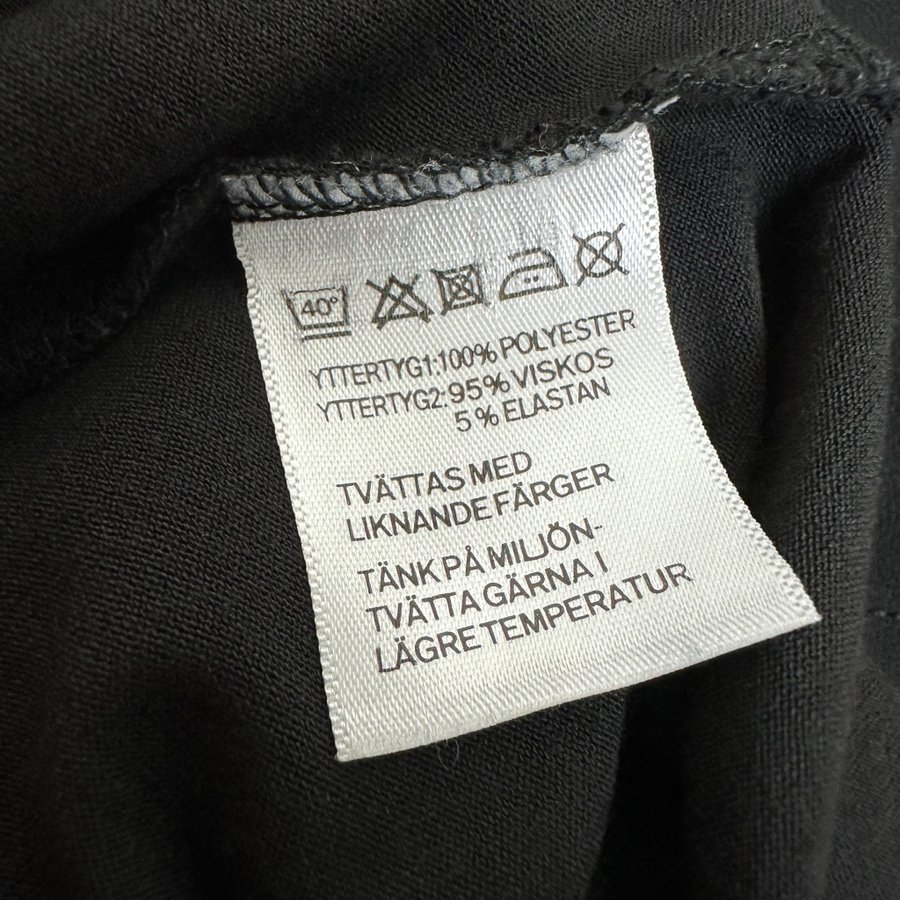 40°
YTTERTYG1:100% POLYESTER
YTTERTYG2:95% VISKOS
5% ELASTAN
TVÄTTAS MED
LIKNANDE FÄRGER
TÄNK PÅ MILJÖN-
TVÄTTA GÄRNA I
LÄGRE TEMPERATUR